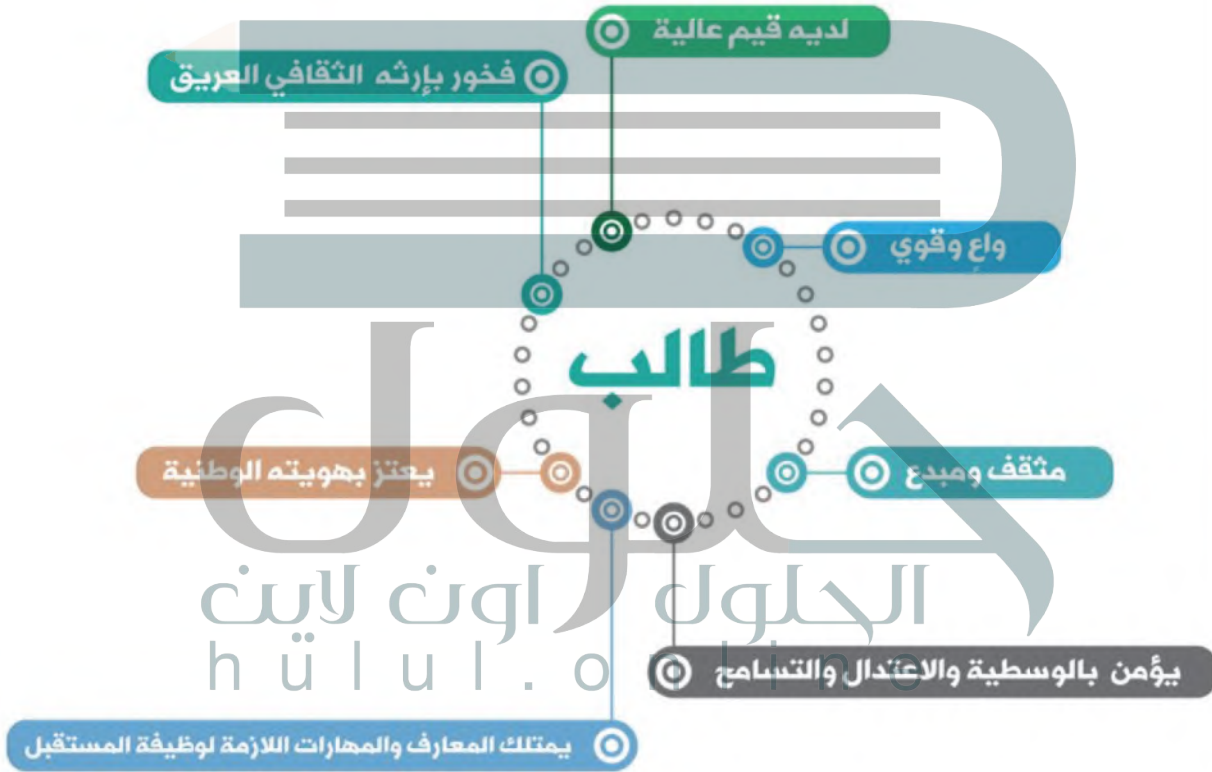 لديه قيم عالية
فخور بإرثه الثقافي العريق
واعٍ وقوي
طالب
مثقف ومبدع
يعتز بهويته الوطنية
حلول
الحلول اون لاين
hulul.online
يؤمن بالوسطية والاعتدال والتسامح
يمتلك المعارف والمهارات اللازمة لوظيفة المستقبل